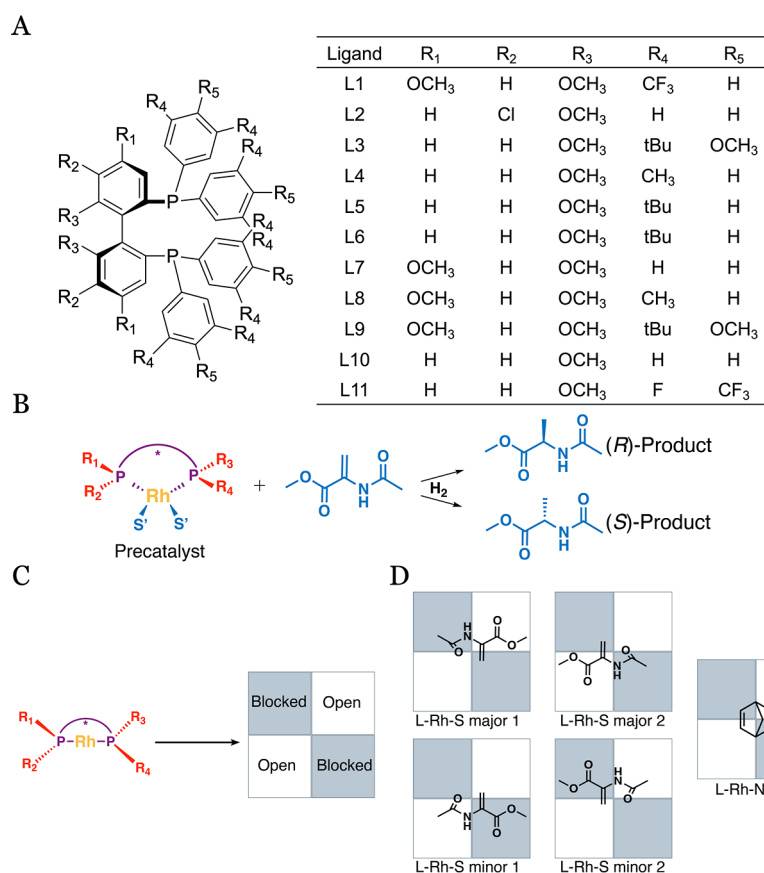 A
Ligand R1 R2 R3 R4 R5
L1 OCH3 H OCH3 CF3 H
L2 H Cl OCH3 H H
L3 H H OCH3 tBu OCH3
L4 H H OCH3 CH3 H
L5 H H OCH3 tBu H
L6 H H OCH3 tBu H
L7 OCH3 H OCH3 H H
L8 OCH3 H OCH3 CH3 H
L9 OCH3 H OCH3 tBu OCH3
L10 H H OCH3 H H
L11 H H OCH3 F CF3
R5
R4
R4
R1
R4
R2
P
R5
R3
R4
R3
R4
P
R5
R2
R4
R1
R4
R4
R5
B
R1 * R3
P P
R2 Rh R4
S' S'
Precatalyst
+
O O N H O
H2
O O N H O (R)-Product
O O N H O (S)-Product
C
R1 * R3
P Rh P
R2 R4
Blocked Open
Open Blocked
D
H N O O O
L-Rh-S major 1
O O O N H
L-Rh-S major 2
O N H O O
L-Rh-S minor 1
O O H N O
L-Rh-S minor 2
L-Rh-N